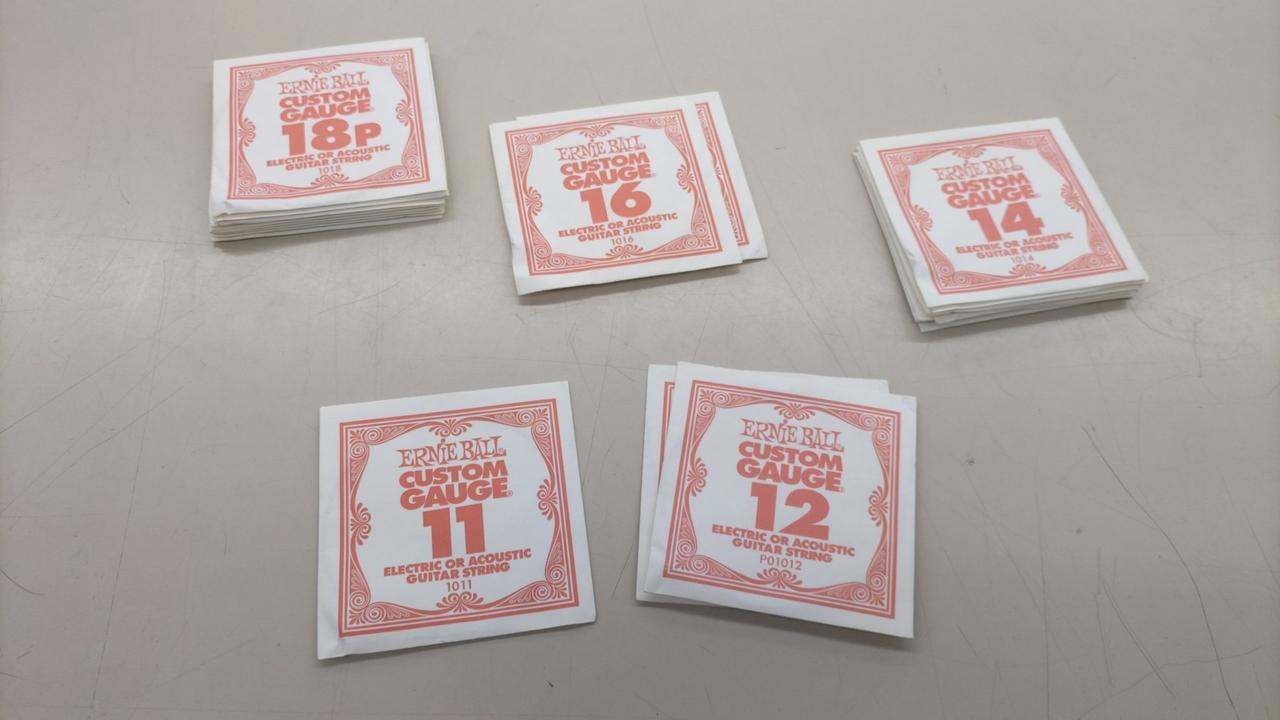 ERNIE BALL
CUSTOM
GAUGE®
18P
ELECTRIC OR ACOUSTIC
GUITAR STRING
1018
ERNIE BALL
CUSTOM
GAUGE®
16
ELECTRIC OR ACOUSTIC
GUITAR STRING
1016
ERNIE BALL
CUSTOM
GAUGE®
14
ELECTRIC OR ACOUSTIC
GUITAR STRING
1014
ERNIE BALL®
CUSTOM
GAUGE®
11
ELECTRIC OR ACOUSTIC
GUITAR STRING
1011
ERNIE BALL®
CUSTOM
GAUGE®
12
ELECTRIC OR ACOUSTIC
GUITAR STRING
P01012